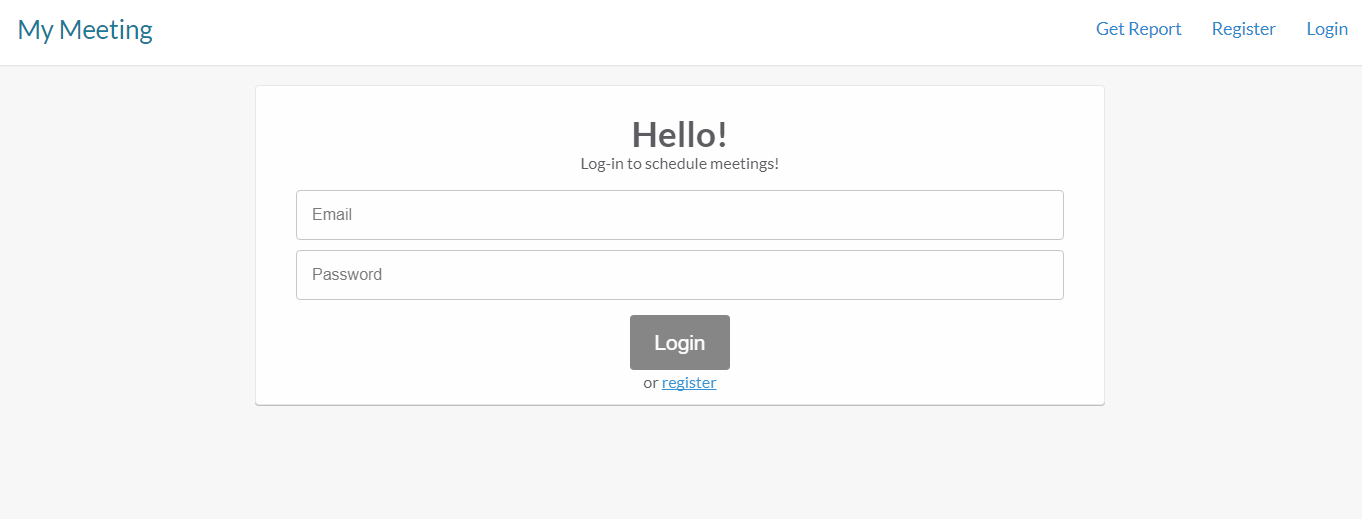 My Meeting
Get Report Register Login
Hello!
Log-in to schedule meetings!
Email
Password
Login
or register